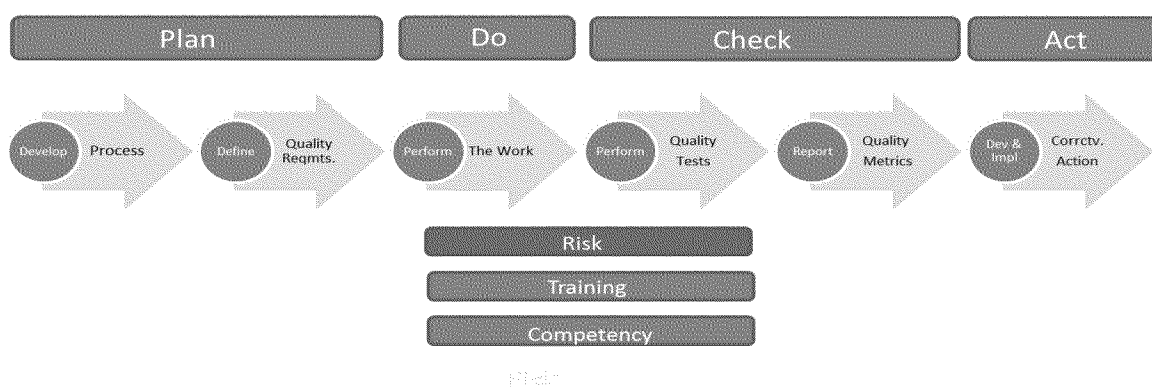 Plan
Do
Check
Act
Develop
Process
Define
Quality
Reqmts.
Perform
The Work
Perform
Quality
Tests
Report
Quality
Metrics
Dev &
Impl
Corrctv.
Action
Risk
Training
Competency